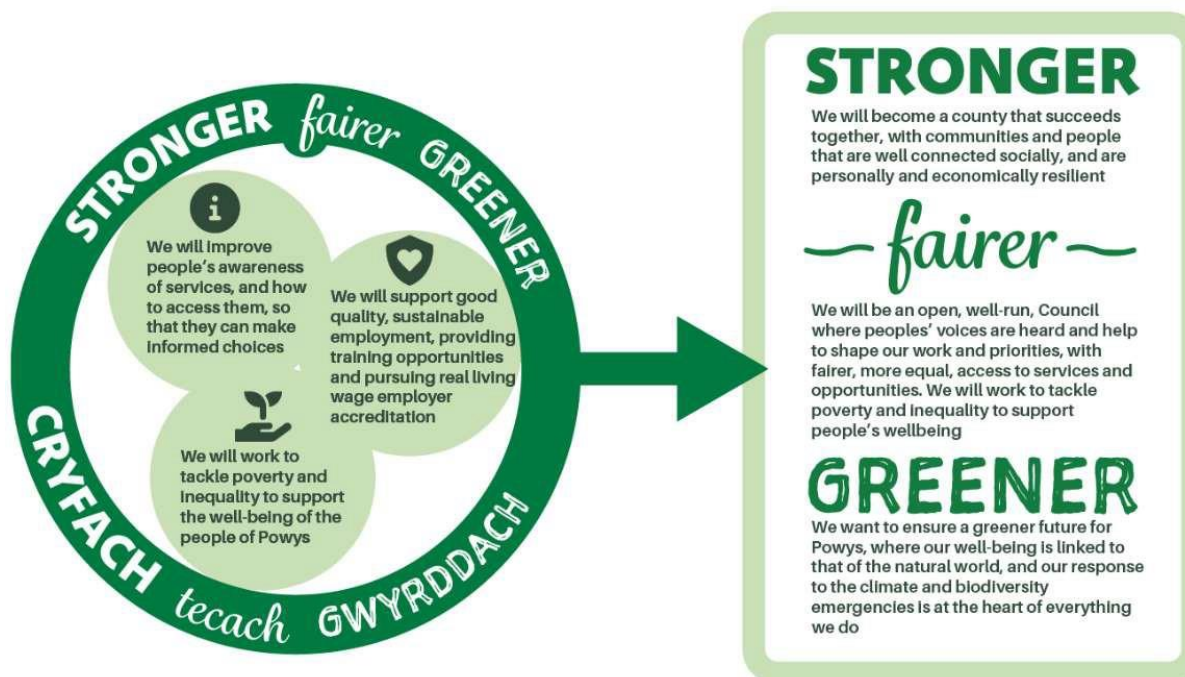 STRONGER fairer GREENER
We will improve
people's awareness
of services, and how
to access them, so
that they can make
informed choices
We will support good
quality, sustainable
employment, providing
training opportunities
and pursuing real living
wage employer
accreditation
We will work to
tackle poverty and
inequality to support
the well-being of the
people of Powys
CRYFACH tecach GWYRDDACH
STRONGER
We will become a county that succeeds
together, with communities and people
that are well connected socially, and are
personally and economically resilient
fairer
We will be an open, well-run, Council
where peoples' voices are heard and help
to shape our work and priorities, with
fairer, more equal, access to services and
opportunities. We will work to tackle
poverty and inequality to support
people's wellbeing
GREENER
We want to ensure a greener future for
Powys, where our well-being is linked to
that of the natural world, and our response
to the climate and biodiversity
emergencies is at the heart of everything
we do